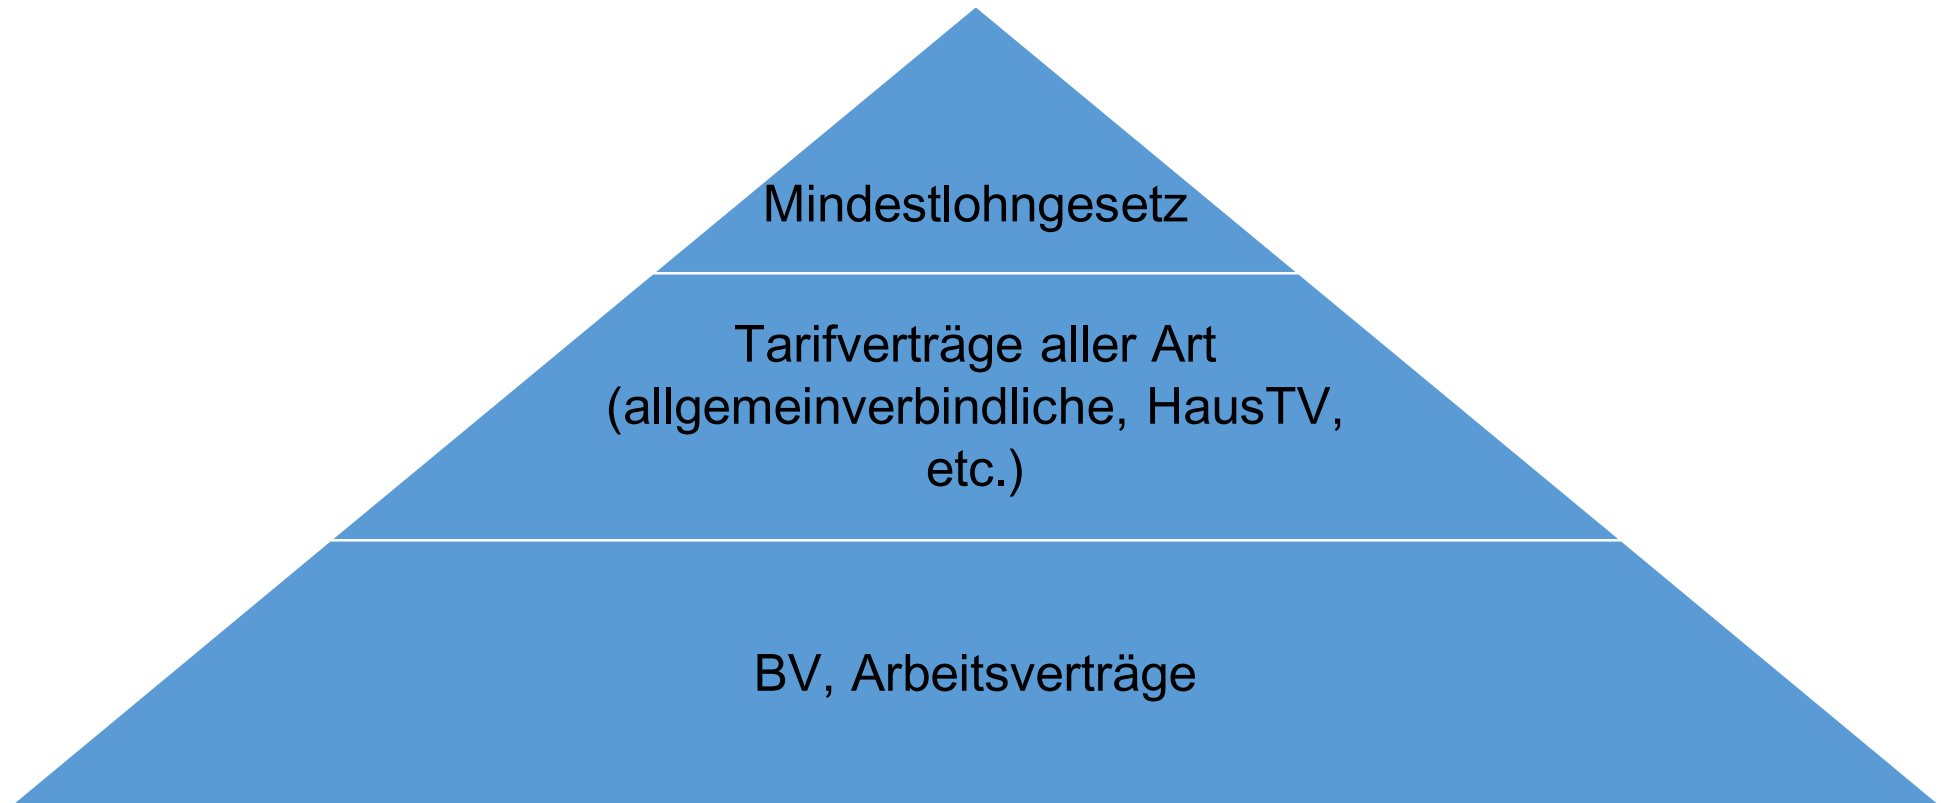 Mindestlohngesetz
Tarifverträge aller Art
(allgemeinverbindliche, HausTV,
etc.)
BV, Arbeitsverträge